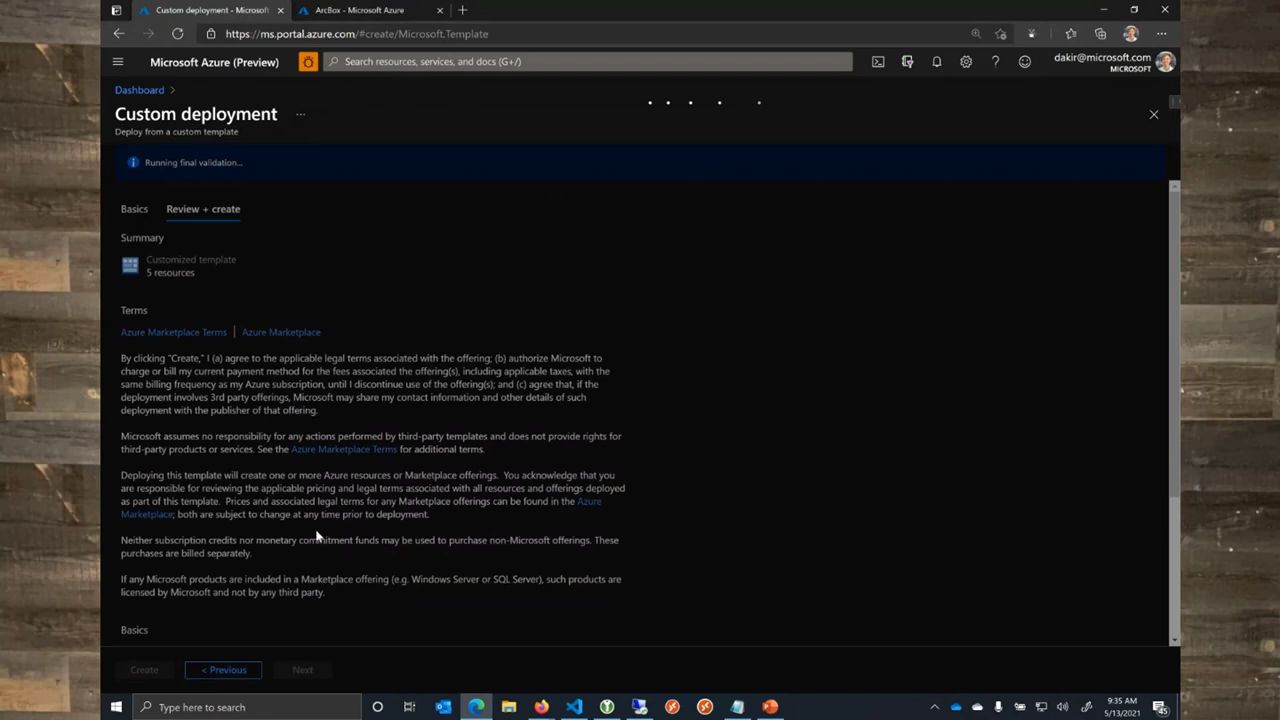 Custom deployment - Microsoft
ArcBox - Microsoft Azure
https://ms.portal.azure.com/#create/Microsoft.Template
Microsoft Azure (Preview)
Search resources, services, and docs (G+/)
dakir@microsoft.com
MICROSOFT
Dashboard >
Custom deployment ...
Deploy from a custom template
Running final validation...
Basics
Review + create
Summary
Customized template
5 resources
Terms
Azure Marketplace Terms | Azure Marketplace
By clicking "Create," I (a) agree to the applicable legal terms associated with the offering; (b) authorize Microsoft to
charge or bill my current payment method for the fees associated the offering(s), including applicable taxes, with the
same billing frequency as my Azure subscription, until I discontinue use of the offering(s); and (c) agree that, if the
deployment involves 3rd party offerings, Microsoft may share my contact information and other details of such
deployment with the publisher of that offering.
Microsoft assumes no responsibility for any actions performed by third-party templates and does not provide rights for
third-party products or services. See the Azure Marketplace Terms for additional terms.
Deploying this template will create one or more Azure resources or Marketplace offerings. You acknowledge that you
are responsible for reviewing the applicable pricing and legal terms associated with all resources and offerings deployed
as part of this template. Prices and associated legal terms for any Marketplace offerings can be found in the Azure
Marketplace; both are subject to change at any time prior to deployment.
Neither subscription credits nor monetary commitment funds may be used to purchase non-Microsoft offerings. These
purchases are billed separately.
If any Microsoft products are included in a Marketplace offering (e.g. Windows Server or SQL Server), such products are
licensed by Microsoft and not by any third party.
Basics
Create
< Previous
Next
Type here to search
9:35 AM
5/13/2021
45